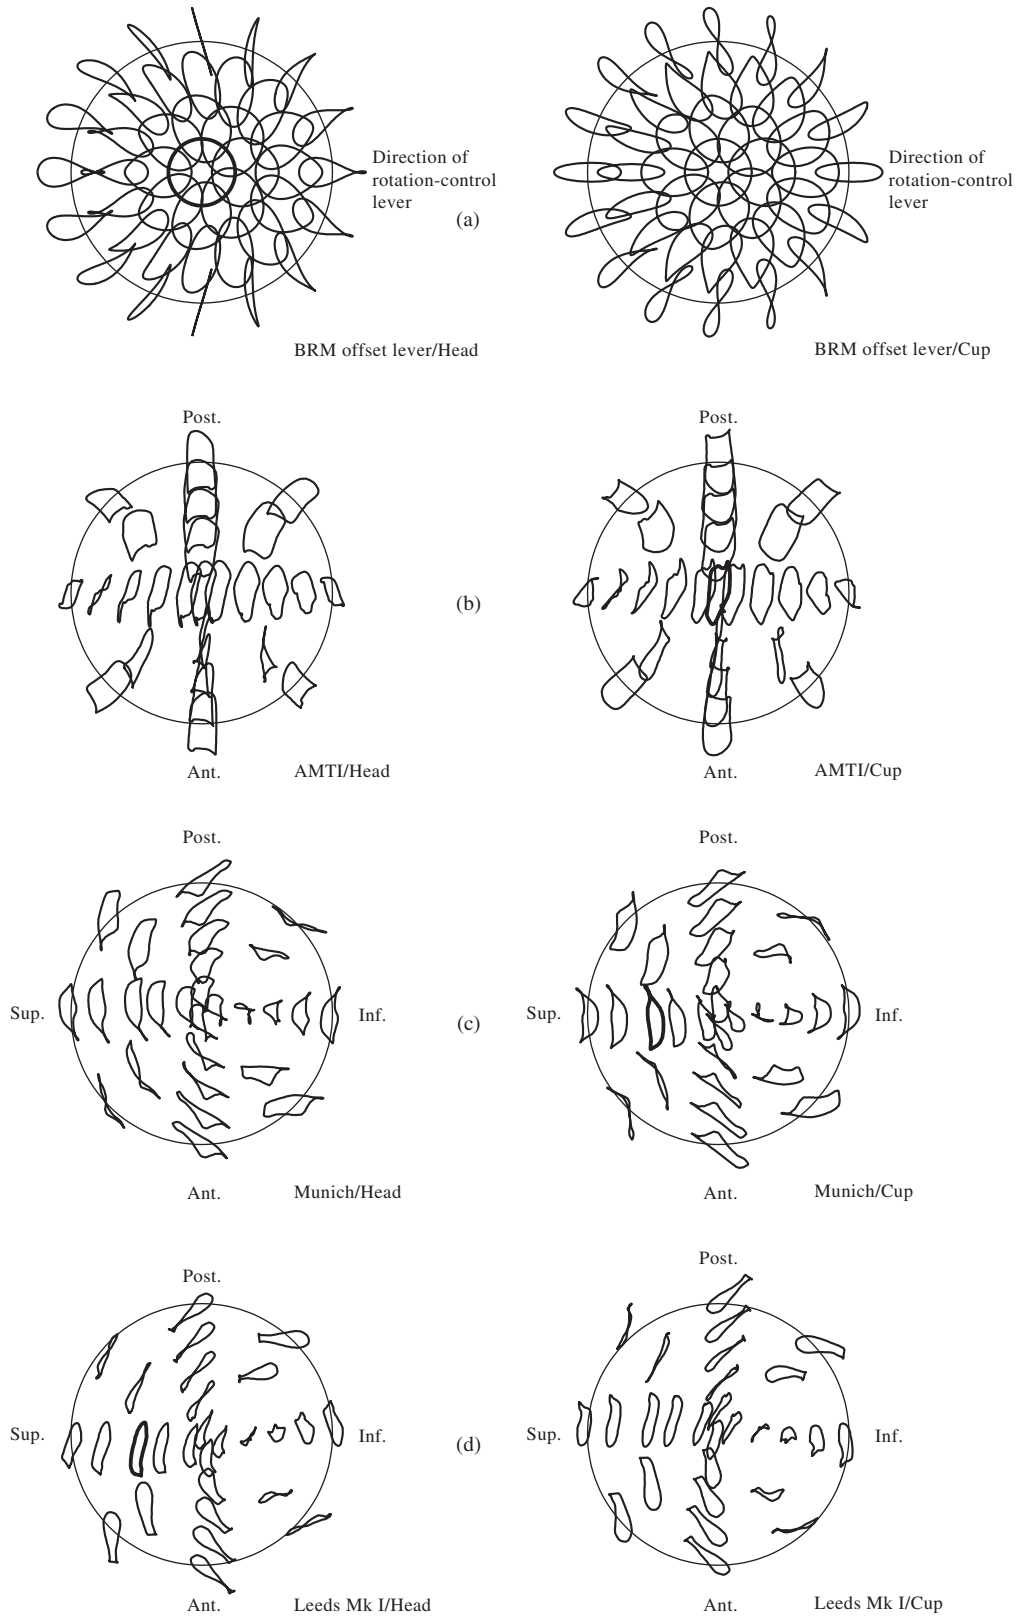 Direction of
rotation-control
lever
Direction of
rotation-control
lever
(a)
BRM offset lever/Head
BRM offset lever/Cup
Post.
Post.
(b)
Ant.
AMTI/Head
Ant.
AMTI/Cup
Post.
Post.
Sup.
Inf.
(c)
Sup.
Inf.
Ant.
Munich/Head
Ant.
Munich/Cup
Post.
Post.
Sup.
Inf.
(d)
Sup.
Inf.
Ant.
Leeds Mk I/Head
Ant.
Leeds Mk I/Cup